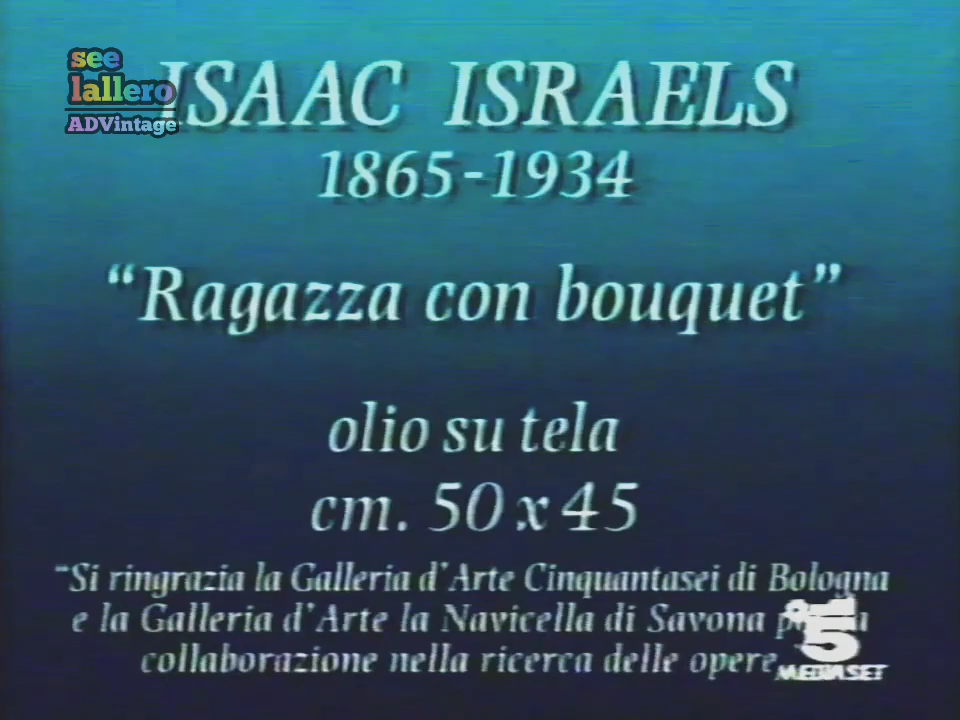 see
lallero
ADVintage
ISAAC ISRAELS
1865-1934
“Ragazza con bouquet”
olio su tela
cm. 50 x 45
“Si ringrazia la Galleria d'Arte Cinquantasei di Bologna
e la Galleria d'Arte la Navicella di Savona
collaborazione nella ricerca delle opere
5
MEDIASET